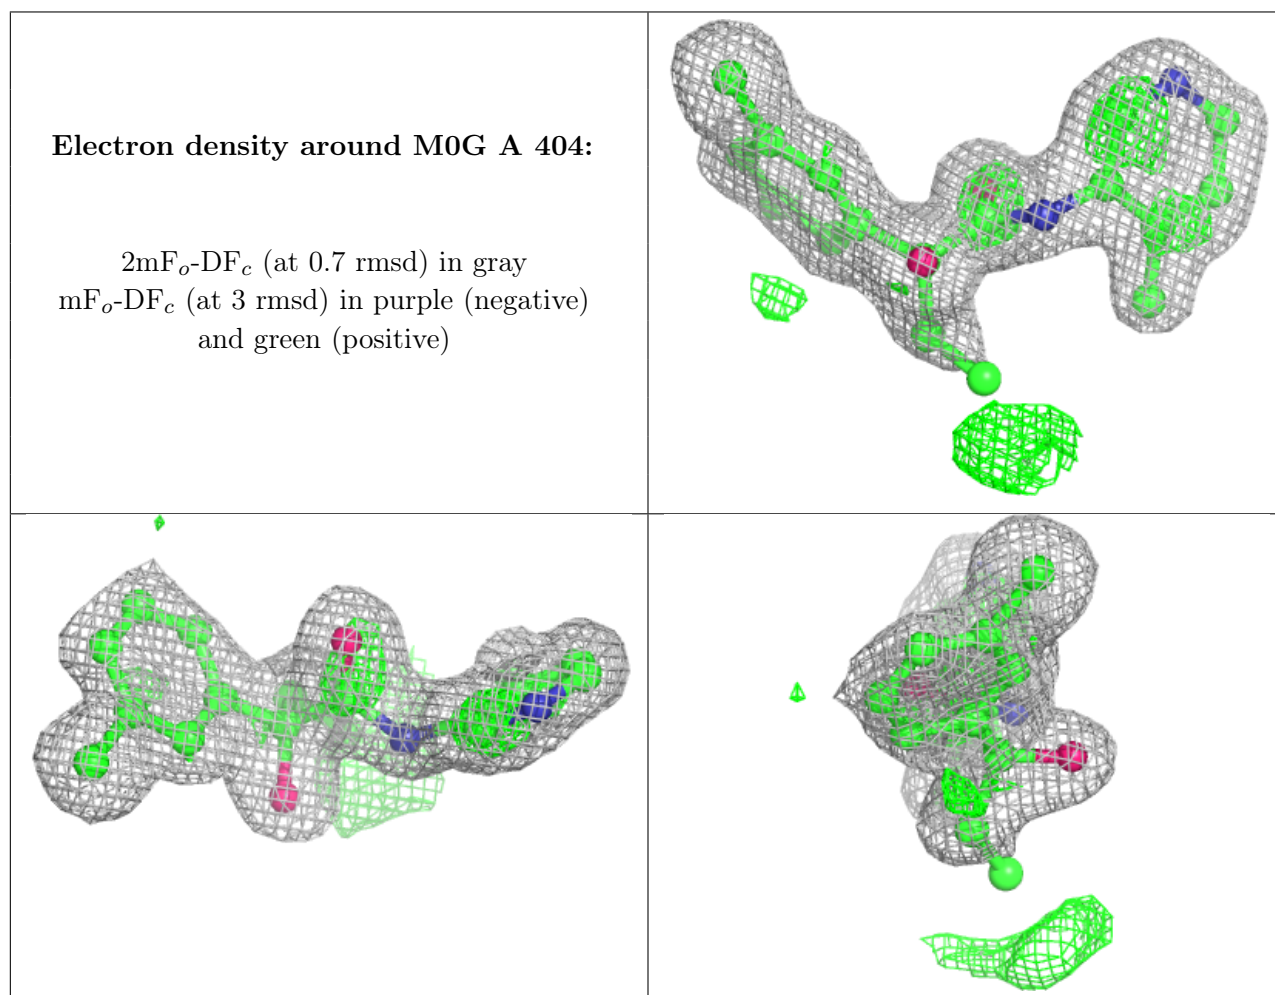 Electron density around M0G A 404:
2mFo-DFc (at 0.7 rmsd) in gray
mFo-DFc (at 3 rmsd) in purple (negative)
and green (positive)